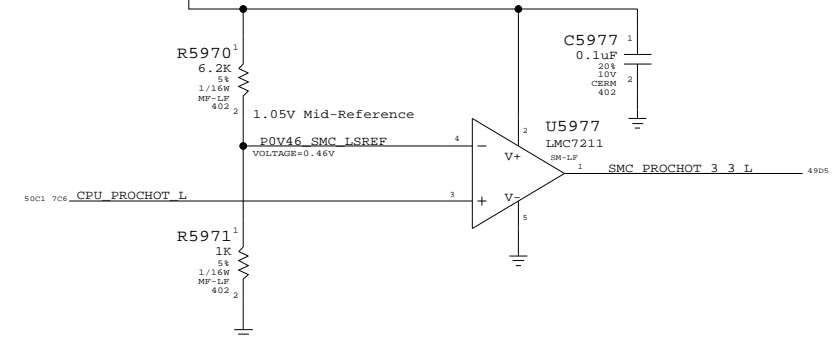 R5970
1
6.2K
5%
1/16W
MF-LF
402
2
C5977
1
0.1uF
20%
10V
CERM
402
2
1.05V Mid-Reference
P0V46_SMC_LSREF
VOLTAGE=0.46V
4
2
U5977
LMC7211
SM-LF
V+
1
SMC_PROCHOT_3_3_L
49D5
50C1 7C6
CPU_PROCHOT_L
3
V-
5
R5971
1
1K
5%
1/16W
MF-LF
402
2